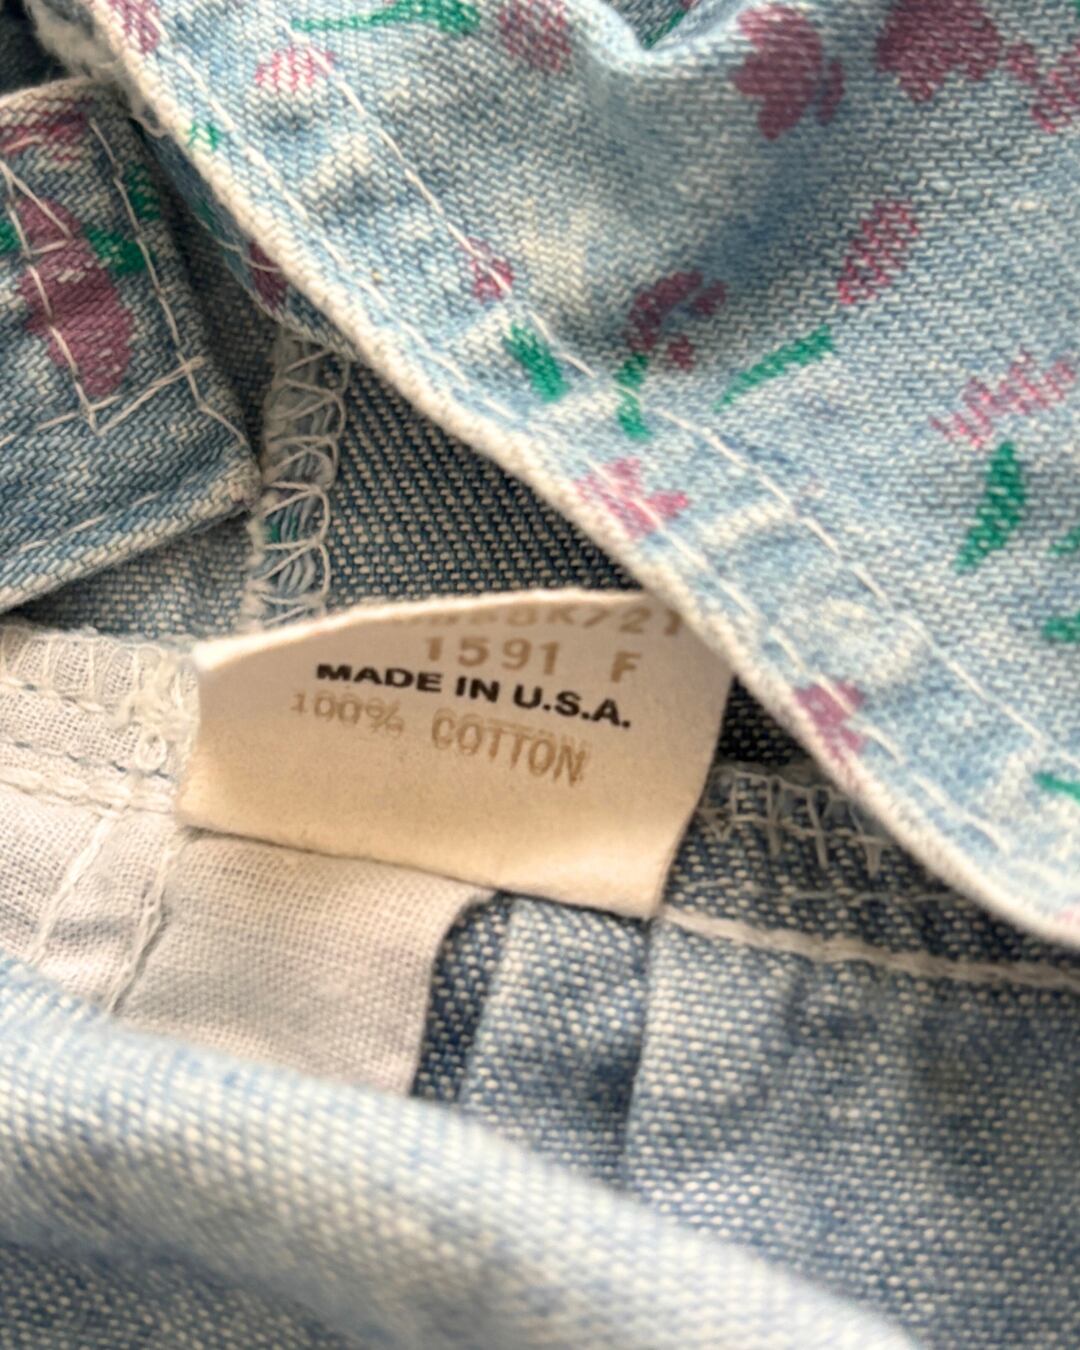 1591 F
MADE IN U.S.A.
100% COTTON